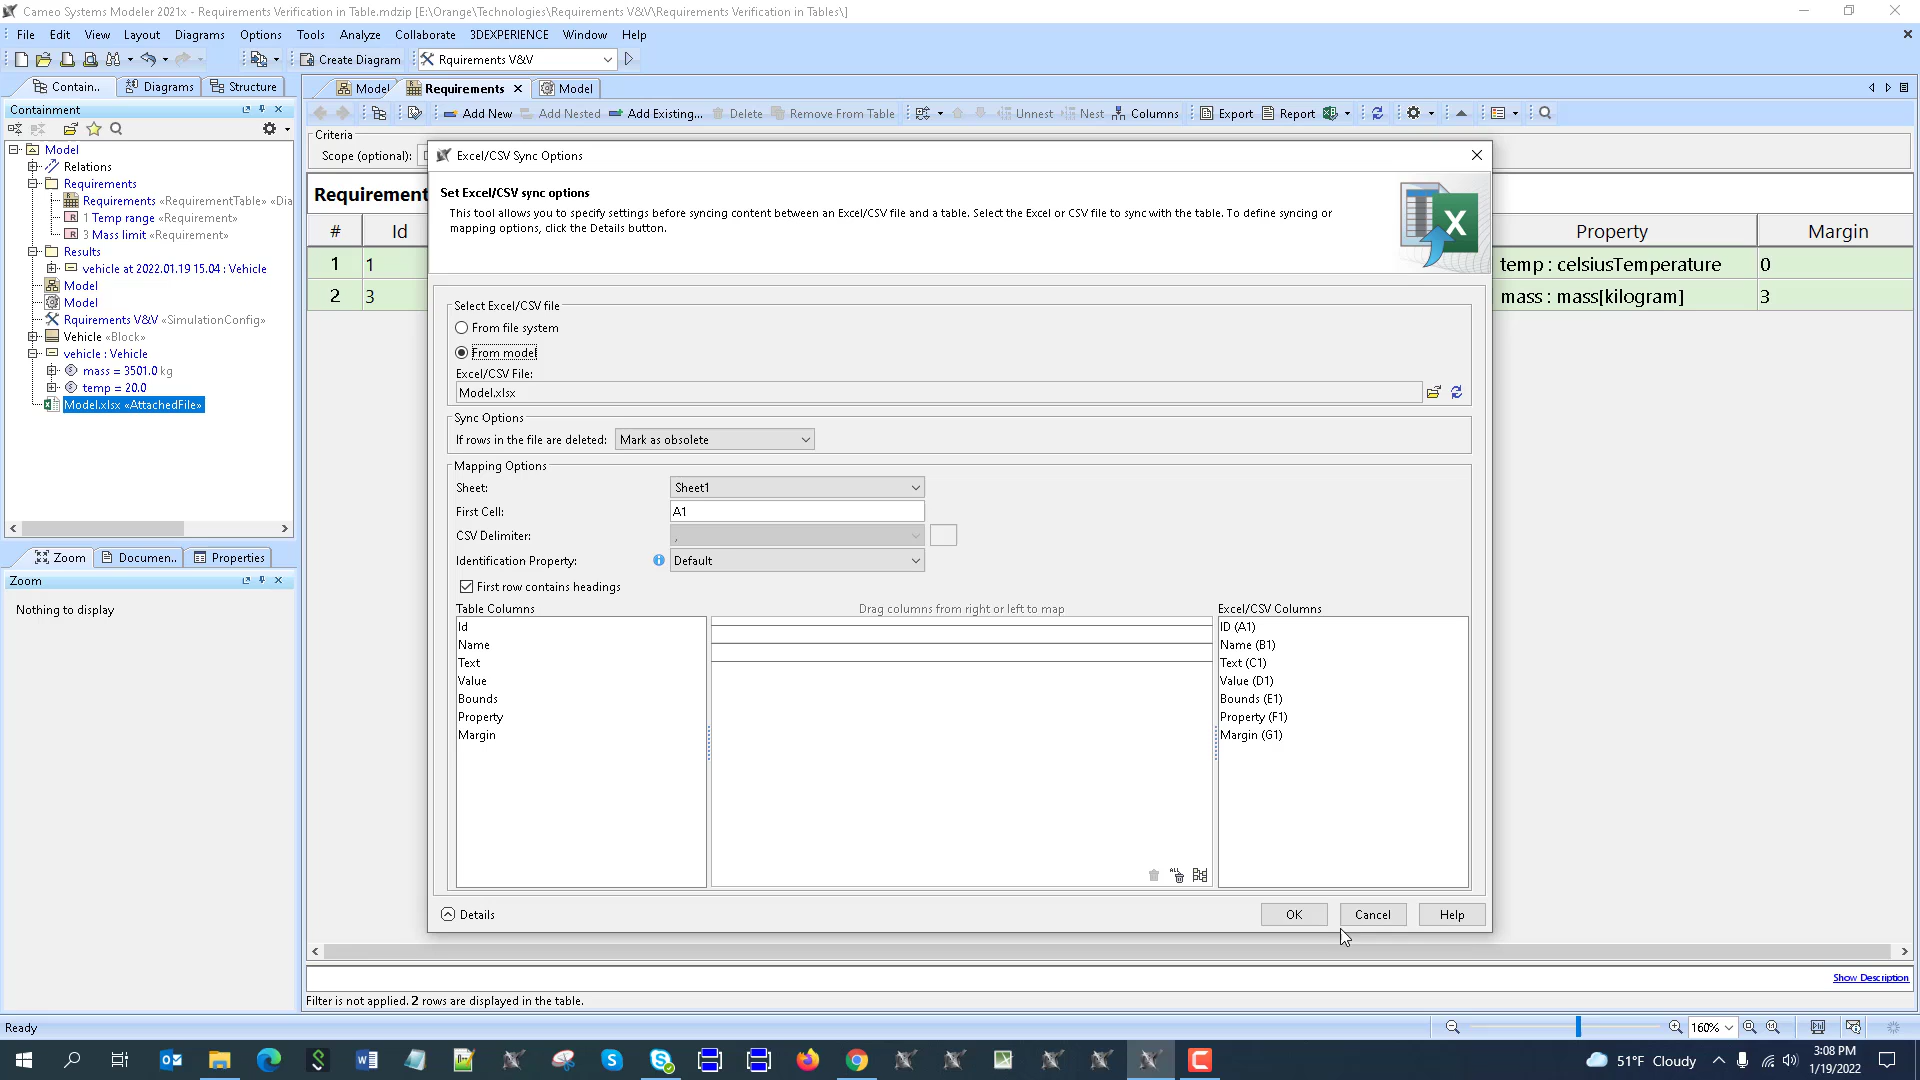 Cameo Systems Modeler 2021x - Requirements Verification in Table.mdzip [E:\Orange\Technologies\Requirements V&V\Requirements Verification in Tables\]
File Edit View Layout Diagrams Options Tools Analyze Collaborate 3DEXPERIENCE Window Help
Create Diagram Rquirements V&V
Contain.. Diagrams Structure
Model Requirements Model
Containment
Add New Add Nested Add Existing... Delete Remove From Table Unnest Nest Columns Export Report
Criteria
Scope (optional):
Model
Relations
Requirements
Requirements «RequirementTable» «Dia
1 Temp range «Requirement»
3 Mass limit «Requirement»
Results
vehicle at 2022.01.19 15.04 : Vehicle
Model
Model
Rquirements V&V «SimulationConfig»
Vehicle «Block»
vehicle : Vehicle
mass = 3501.0 kg
temp = 20.0
Model.xlsx «AttachedFile»
Zoom Documen.. Properties
Zoom
Nothing to display
Requirement
# Id Property Margin
1 1 temp : celsiusTemperature 0
2 3 mass : mass[kilogram] 3
Excel/CSV Sync Options
Set Excel/CSV sync options
This tool allows you to specify settings before syncing content between an Excel/CSV file and a table. Select the Excel or CSV file to sync with the table. To define syncing or
mapping options, click the Details button.
Select Excel/CSV file
From file system
From model
Excel/CSV File:
Model.xlsx
Sync Options
If rows in the file are deleted: Mark as obsolete
Mapping Options
Sheet: Sheet1
First Cell: A1
CSV Delimiter: ,
Identification Property: Default
First row contains headings
Table Columns Drag columns from right or left to map Excel/CSV Columns
Id ID (A1)
Name Name (B1)
Text Text (C1)
Value Value (D1)
Bounds Bounds (E1)
Property Property (F1)
Margin Margin (G1)
Details OK Cancel Help
Show Description
Filter is not applied. 2 rows are displayed in the table.
Ready 160%
51°F Cloudy
3:08 PM
1/19/2022